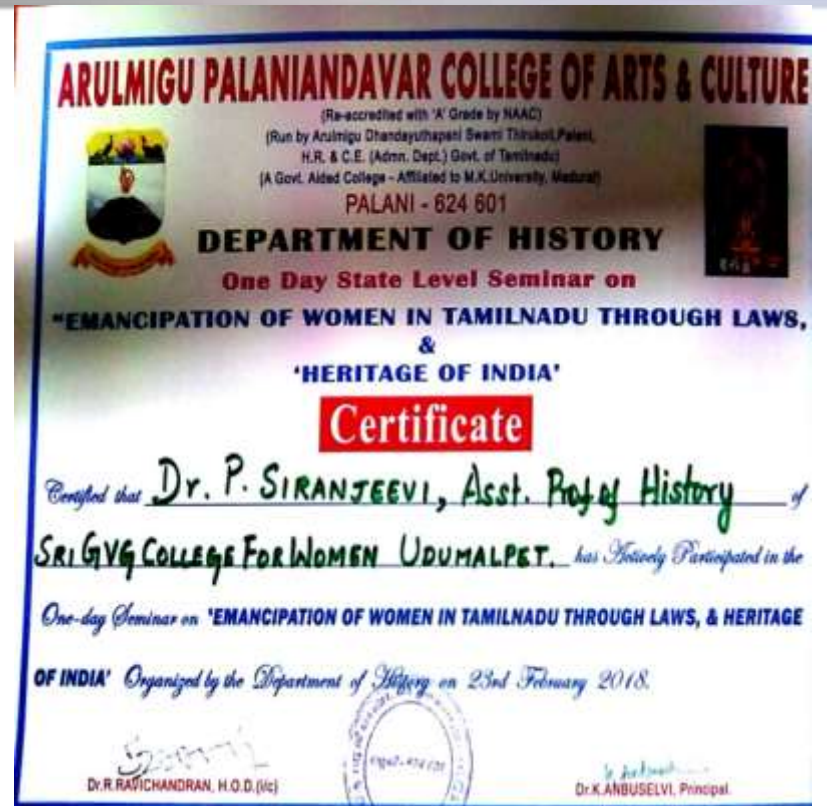 ARULMIGU PALANIANDAVAR COLLEGE OF ARTS & CULTURE
(Re-accredited with 'A' Grade by NAAC)
(Run by Arulmigu Dhandayuthapani Swami Thirukoil,Palani,
H.R. & C.E. (Admn. Dept.) Govt. of Tamilnadu)
(A Govt. Aided College - Affiliated to M.K.University, Madurai)
PALANI - 624 601
DEPARTMENT OF HISTORY
One Day State Level Seminar on
"EMANCIPATION OF WOMEN IN TAMILNADU THROUGH LAWS,
&
'HERITAGE OF INDIA'
Certificate
Certified that Dr. P. SIRANJEEVI, Asst. Prof of History of
SRI GVG COLLEGE FOR WOMEN UDUMALPET. has Actively Participated in the
One-day Seminar on 'EMANCIPATION OF WOMEN IN TAMILNADU THROUGH LAWS, & HERITAGE
OF INDIA' Organized by the Department of History on 23rd February 2018.
Dr.R.RAVICHANDRAN, H.O.D.(i/c)
Dr.K.ANBUSELVI, Principal.